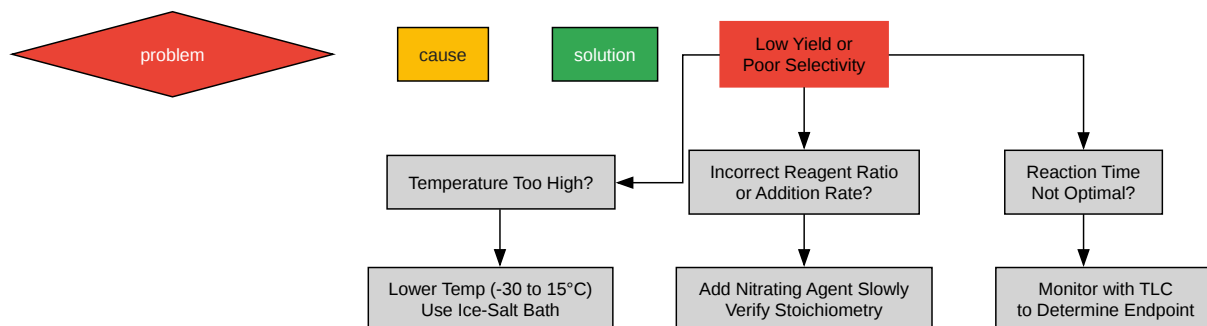 problem
cause
solution
Low Yield or
Poor Selectivity
Temperature Too High?
Incorrect Reagent Ratio
or Addition Rate?
Reaction Time
Not Optimal?
Lower Temp (-30 to 15°C)
Use Ice-Salt Bath
Add Nitrating Agent Slowly
Verify Stoichiometry
Monitor with TLC
to Determine Endpoint